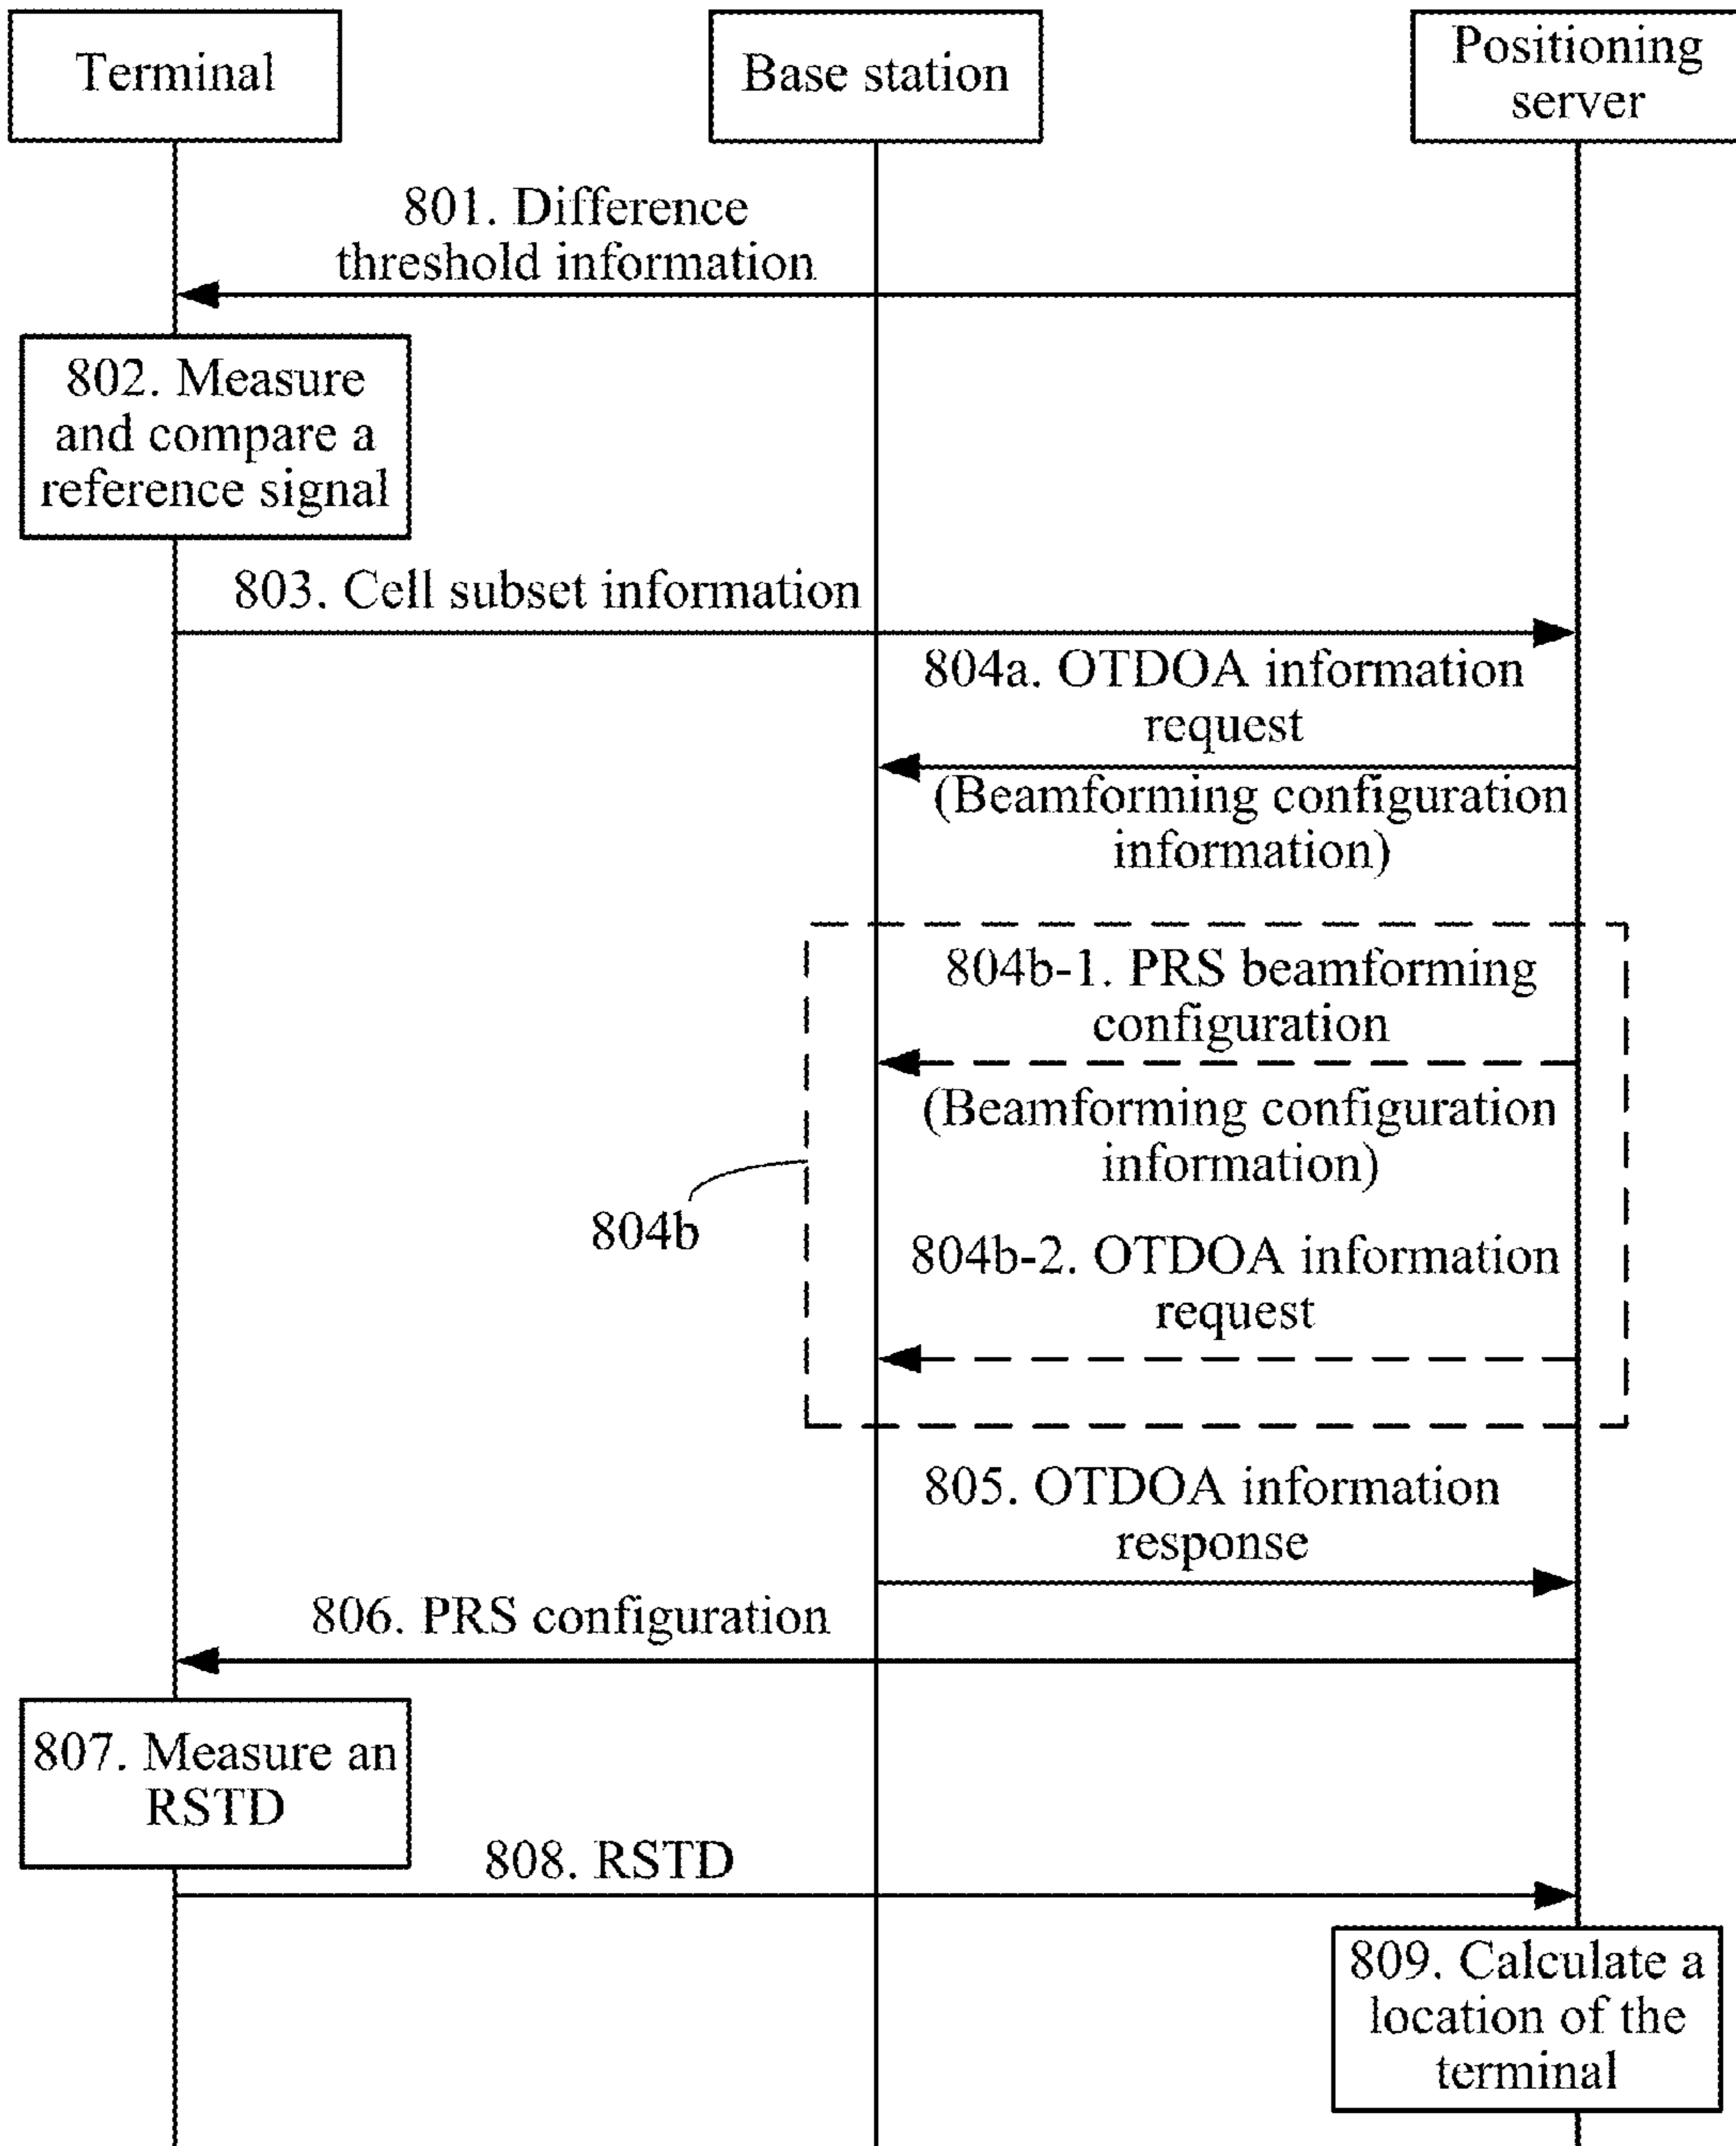 Terminal
Base station
Positioning
server
801. Difference
threshold information
802. Measure
and compare a
reference signal
803. Cell subset information
804a. OTDOA information
request
(Beamforming configuration
information)
804b-1. PRS beamforming
configuration
(Beamforming configuration
information)
804b
804b-2. OTDOA information
request
805. OTDOA information
response
806. PRS configuration
807. Measure an
RSTD
808. RSTD
809. Calculate a
location of the
terminal